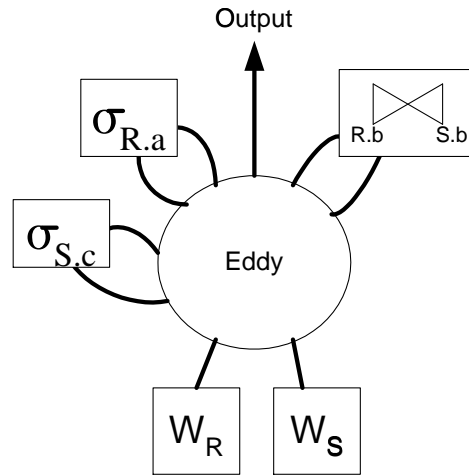 Output
σR.a
R.b S.b
σS.c
Eddy
WR WS